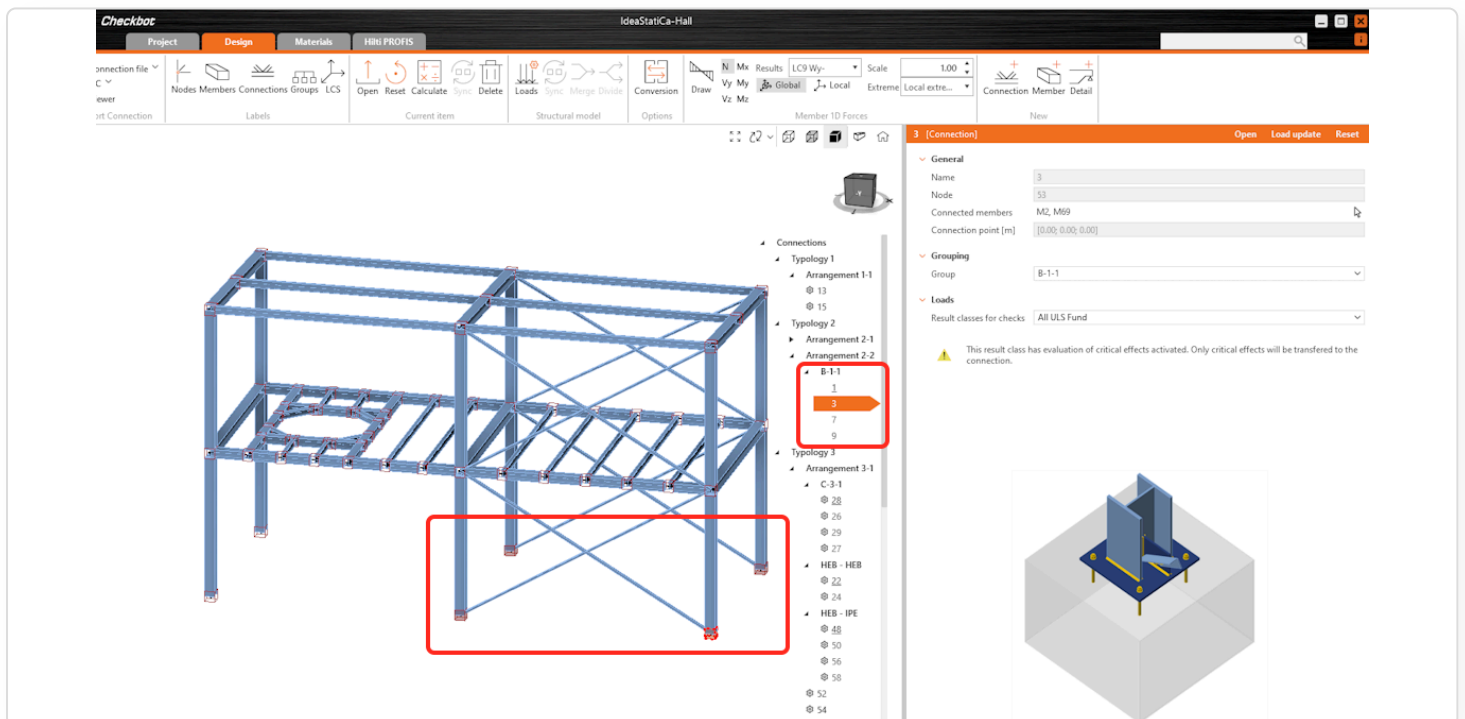 Checkbot
IdeaStatiCa-Hall
Project Design Materials Hilti PROFIS
onnection file
C
ewer
ort Connection
Nodes Members Connections Groups LCS
Labels
Open Reset Calculate Sync Delete
Current item
Loads Sync Merge Divide
Structural model
Conversion
Options
Draw
N Mx Results LC9 Wy- Scale 1.00
Vy My Global Local Extreme Local extre...
Vz Mz
Member 1D Forces
Connection Member Detail
New
3 [Connection] Open Load update Reset
General
Name 3
Node 53
Connected members M2, M69
Connection point [m] [0.00; 0.00; 0.00]
Grouping
Group B-1-1
Loads
Result classes for checks All ULS Fund
This result class has evaluation of critical effects activated. Only critical effects will be transfered to the
connection.
Connections
Typology 1
Arrangement 1-1
13
15
Typology 2
Arrangement 2-1
Arrangement 2-2
B-1-1
1
3
7
9
Typology 3
Arrangement 3-1
C-3-1
28
26
29
27
HEB - HEB
22
24
HEB - IPE
48
50
56
58
52
54